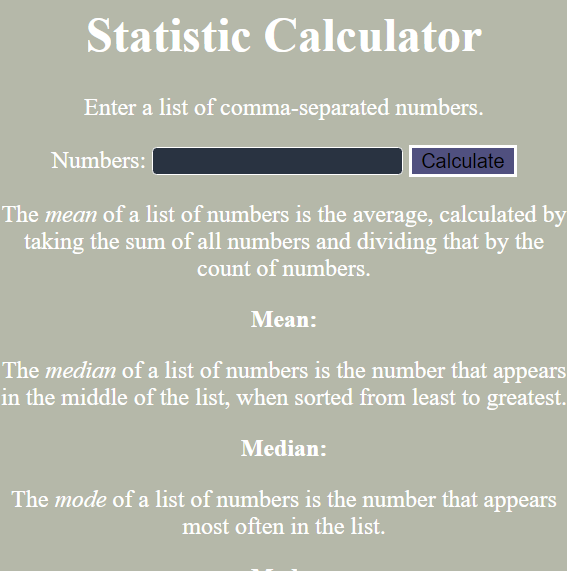 Statistic Calculator
Enter a list of comma-separated numbers.
Numbers: Calculate
The mean of a list of numbers is the average, calculated by
taking the sum of all numbers and dividing that by the
count of numbers.
Mean:
The median of a list of numbers is the number that appears
in the middle of the list, when sorted from least to greatest.
Median:
The mode of a list of numbers is the number that appears
most often in the list.